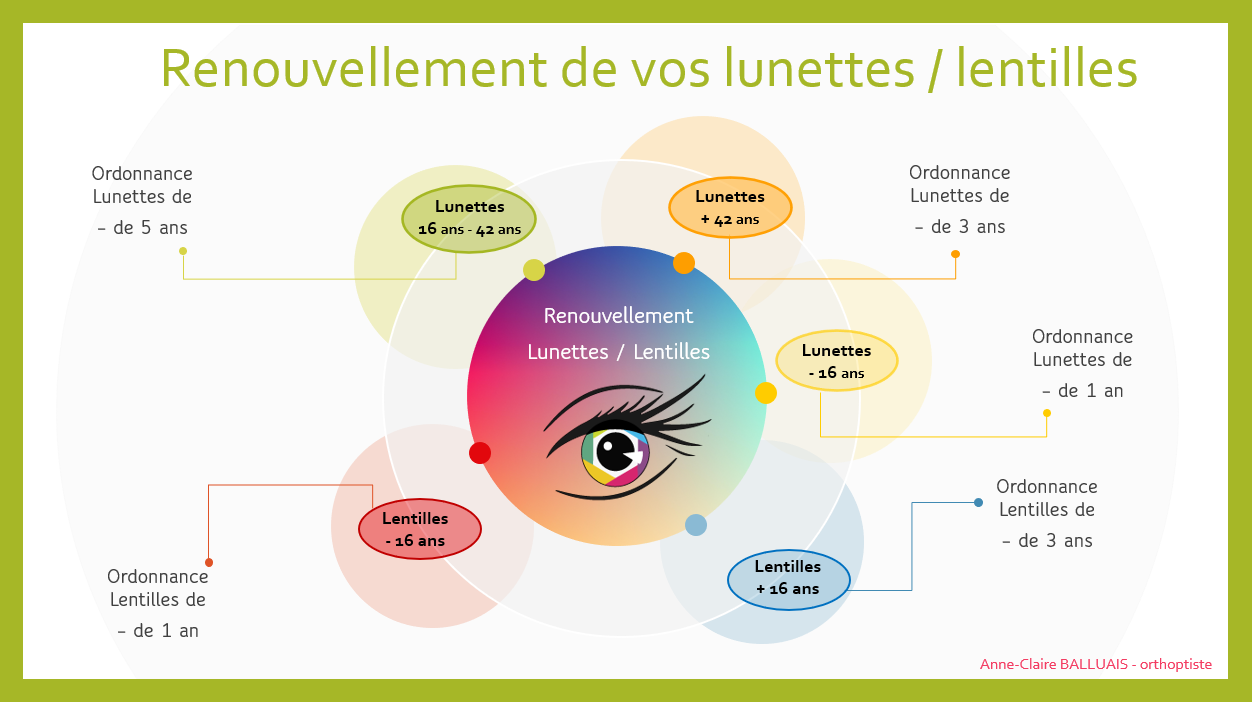 Renouvellement de vos lunettes / lentilles
Ordonnance
Lunettes de
– de 5 ans
Lunettes
16 ans - 42 ans
Lunettes
+ 42 ans
Ordonnance
Lunettes de
– de 3 ans
Renouvellement
Lunettes / Lentilles
Lunettes
- 16 ans
Ordonnance
Lunettes de
– de 1 an
Lentilles
- 16 ans
Ordonnance
Lentilles de
– de 1 an
Lentilles
+ 16 ans
Ordonnance
Lentilles de
– de 3 ans
Anne-Claire BALLUAIS - orthoptiste